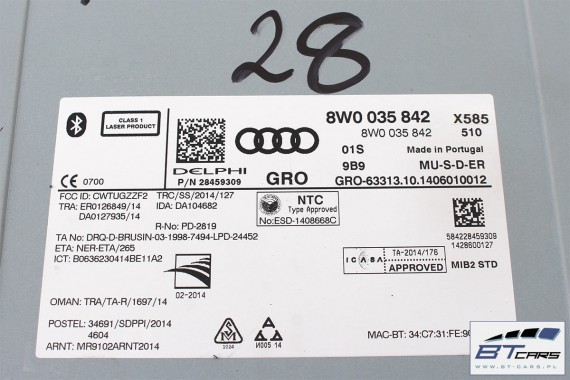 28
CLASS 1
LASER PRODUCT
8W0 035 842 X585
8W0 035 842 510
01S Made in Portugal
DELPHI 9B9 MU-S-D-ER
CE 0700 P/N 28459309 GRO GRO-63313.10.1406010012
FCC ID: CWTUGZZF2 TRC/SS/2014/127
TRA: ER0126849/14 IDA: DA104682
DA0127935/14
R-No: PD-2819
NTC
Type Approved
No:ESD-1408668C
584228459309
1428600127
TA No: DRQ-D-BRUSIN-03-1998-7494-LPD-24452
ETA: NER-ETA/265
ICT: B0636230414BE11A2
ICASA TA-2014/176
APPROVED
MIB2 STD
02-2014
OMAN: TRA/TA-R/1697/14
POSTEL: 34691/SDPPI/2014
4604
2024
И005 14
MAC-BT: 34:C7:31:FE:
ARNT: MR9102ARNT2014
BT CARS
BT-CARS.PL